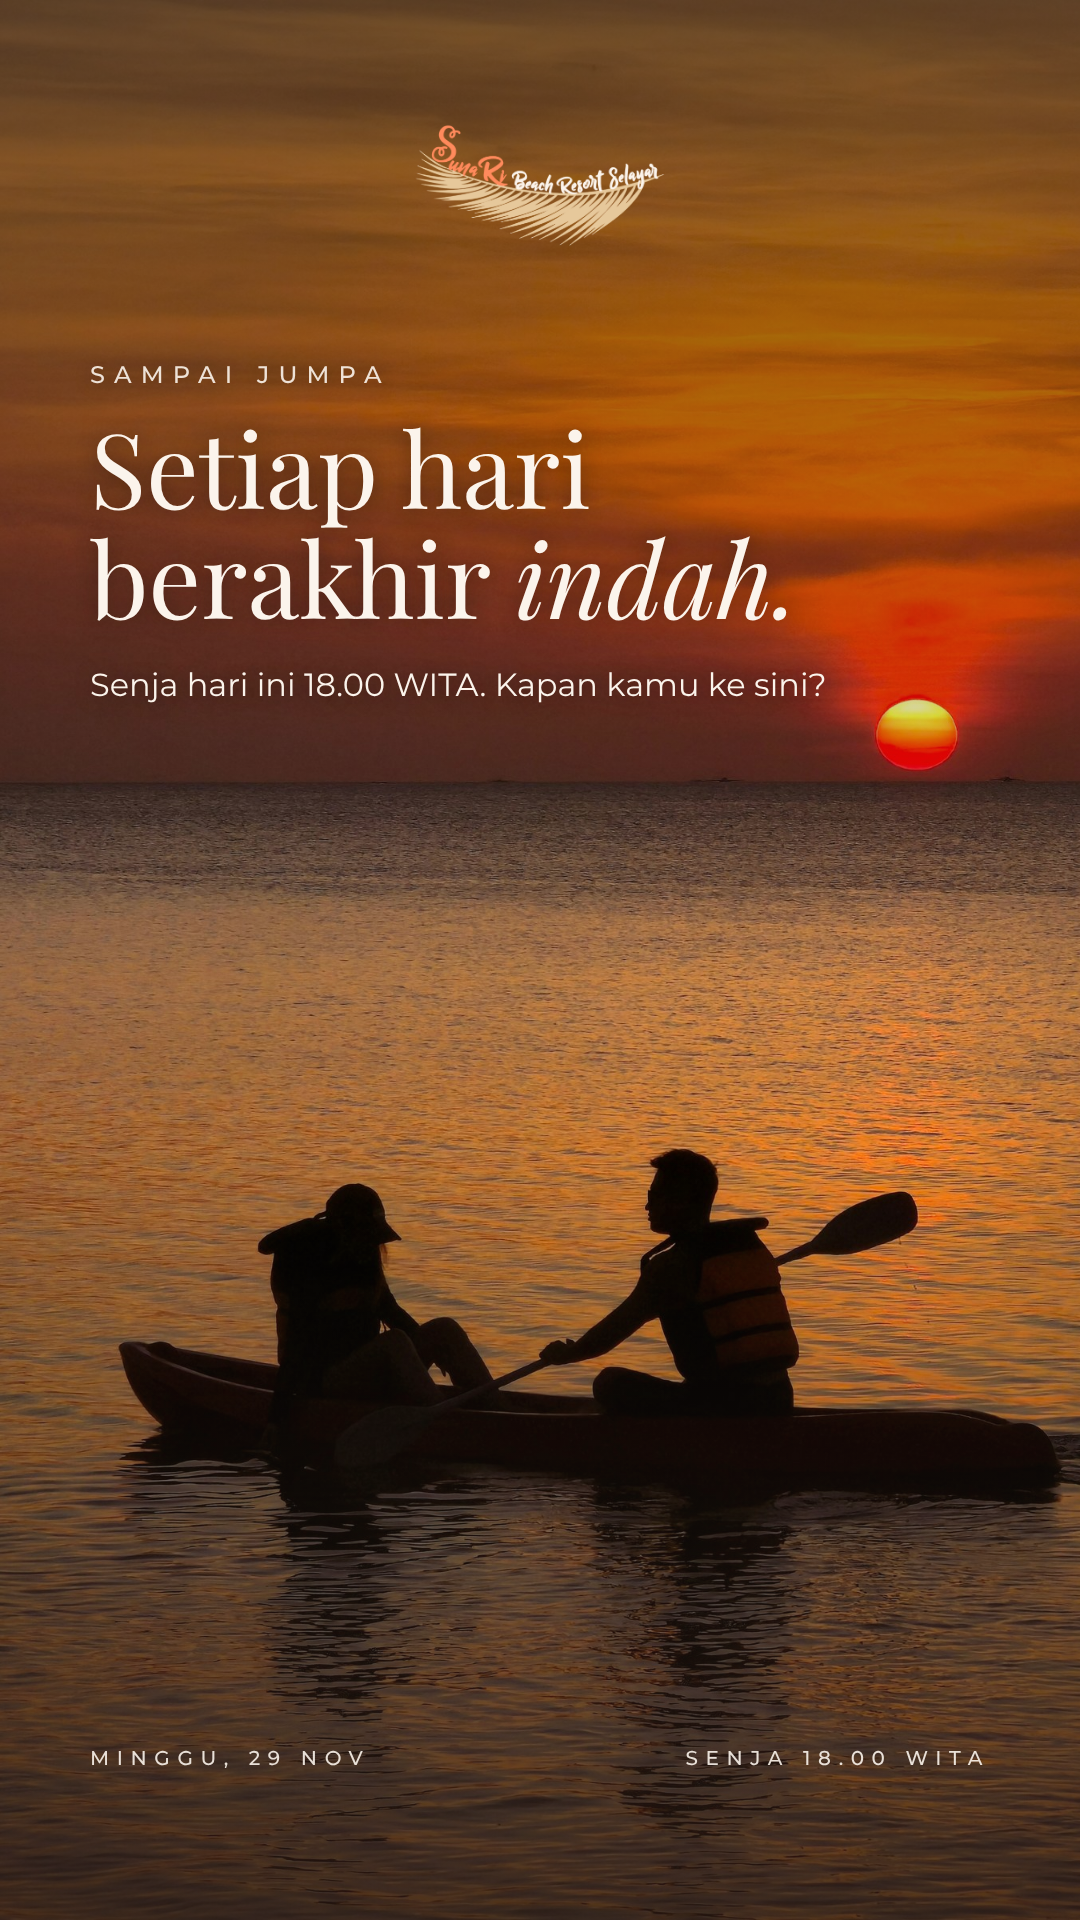 SunaRi Beach Resort Selayar
SAMPAI JUMPA
Setiap hari
berakhir indah.
Senja hari ini 18.00 WITA. Kapan kamu ke sini?
MINGGU, 29 NOV
SENJA 18.00 WITA